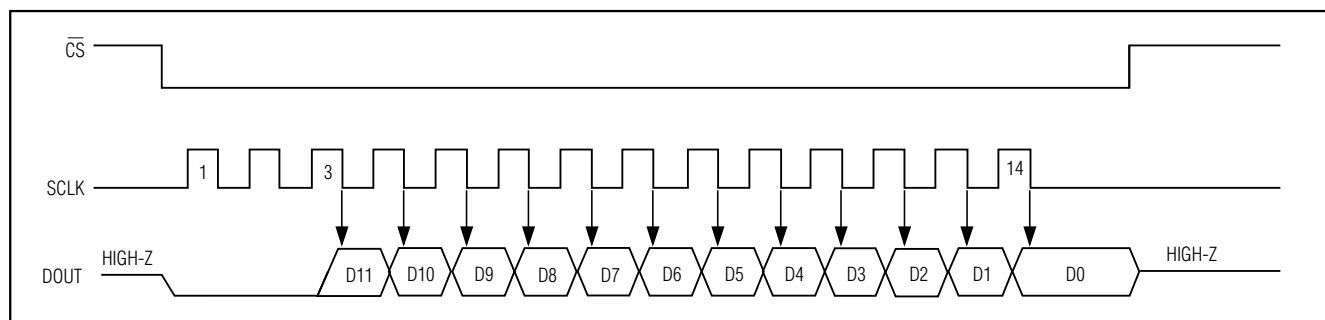 C̅S̅
1 3 14
SCLK
HIGH-Z HIGH-Z
DOUT D11 D10 D9 D8 D7 D6 D5 D4 D3 D2 D1 D0